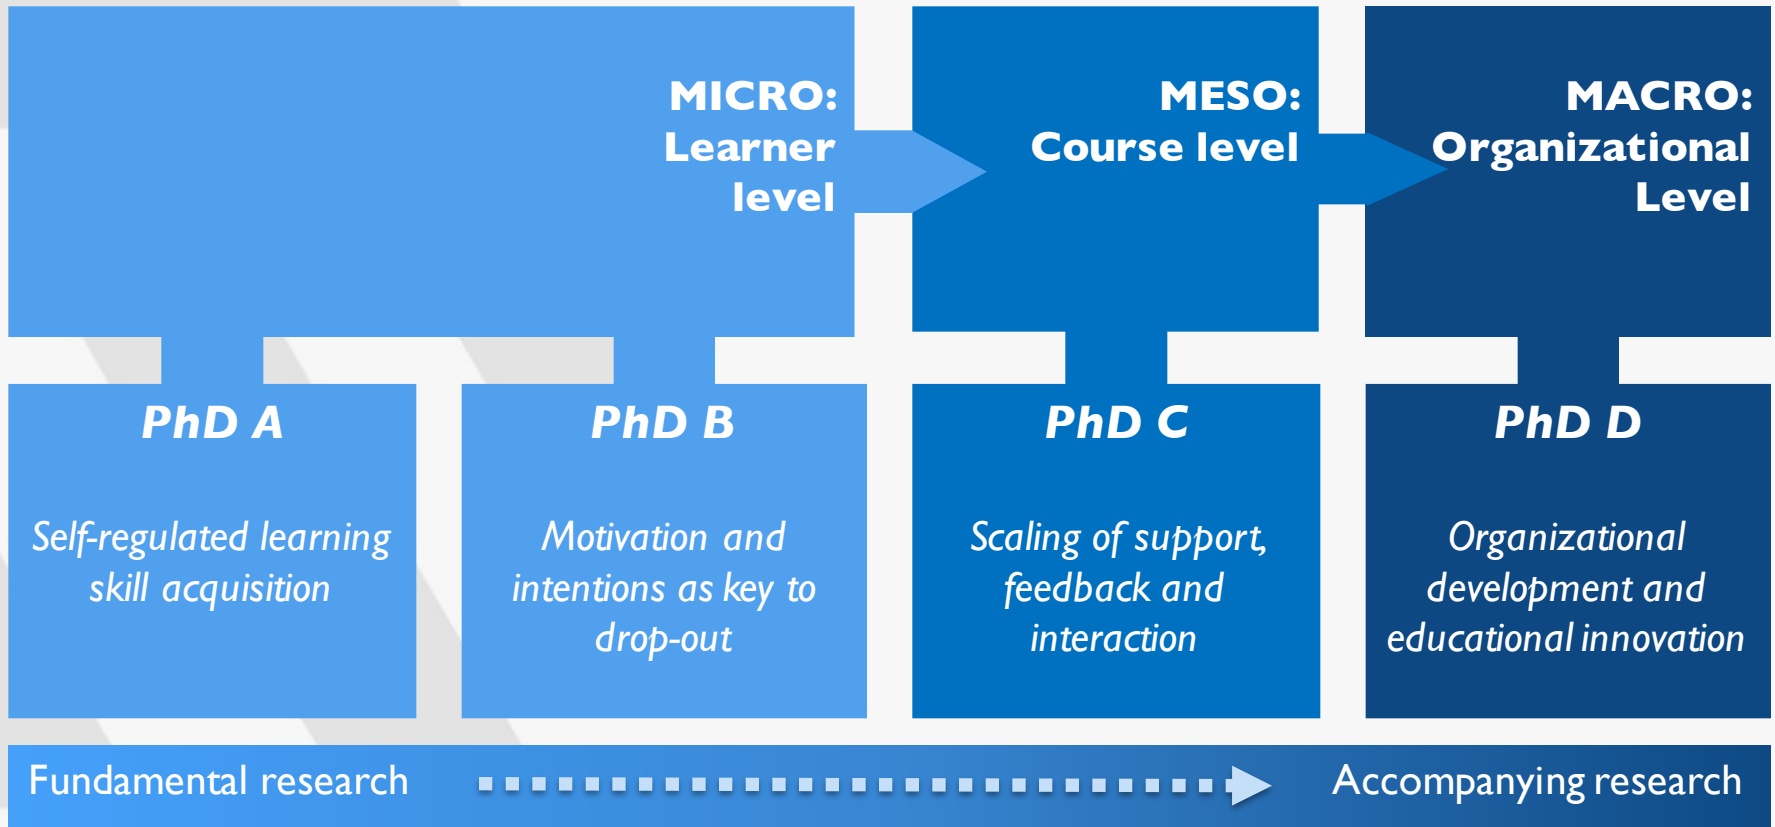 MICRO:
Learner
level
MESO:
Course level
MACRO:
Organizational
Level
PhD A
Self-regulated learning
skill acquisition
PhD B
Motivation and
intentions as key to
drop-out
PhD C
Scaling of support,
feedback and
interaction
PhD D
Organizational
development and
educational innovation
Fundamental research
Accompanying research